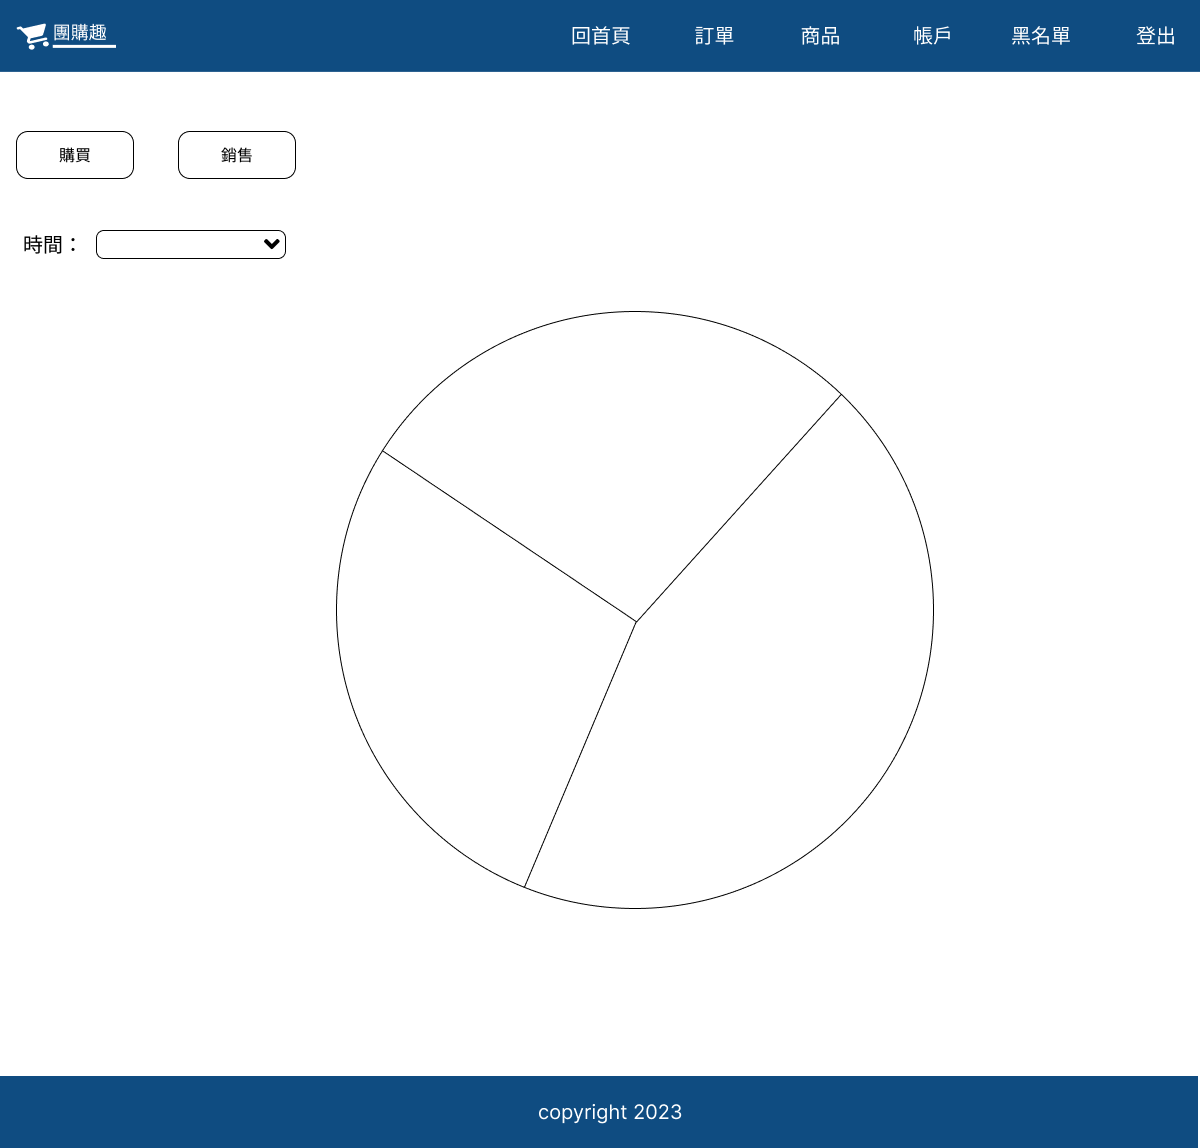 團購趣
回首頁 訂單 商品 帳戶 黑名單 登出
購買 銷售
時間：
copyright 2023